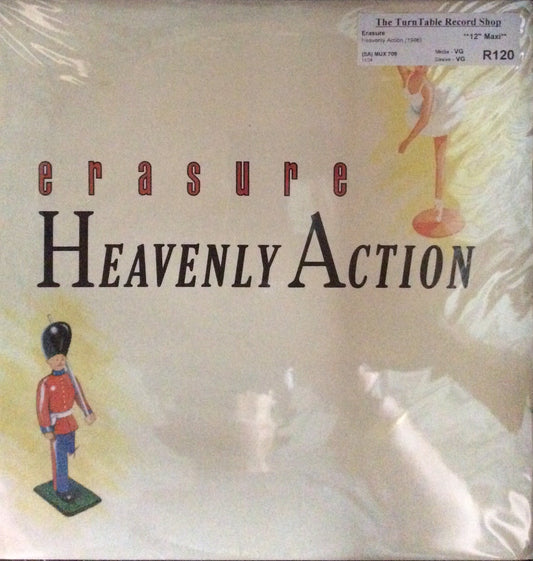 The TurnTable Record Shop
Erasure **12" Maxi**
Heavenly Action (1986)
(SA) MUX 709 Media - VG R120
Sleeve - VG
erasure
HEAVENLY ACTION